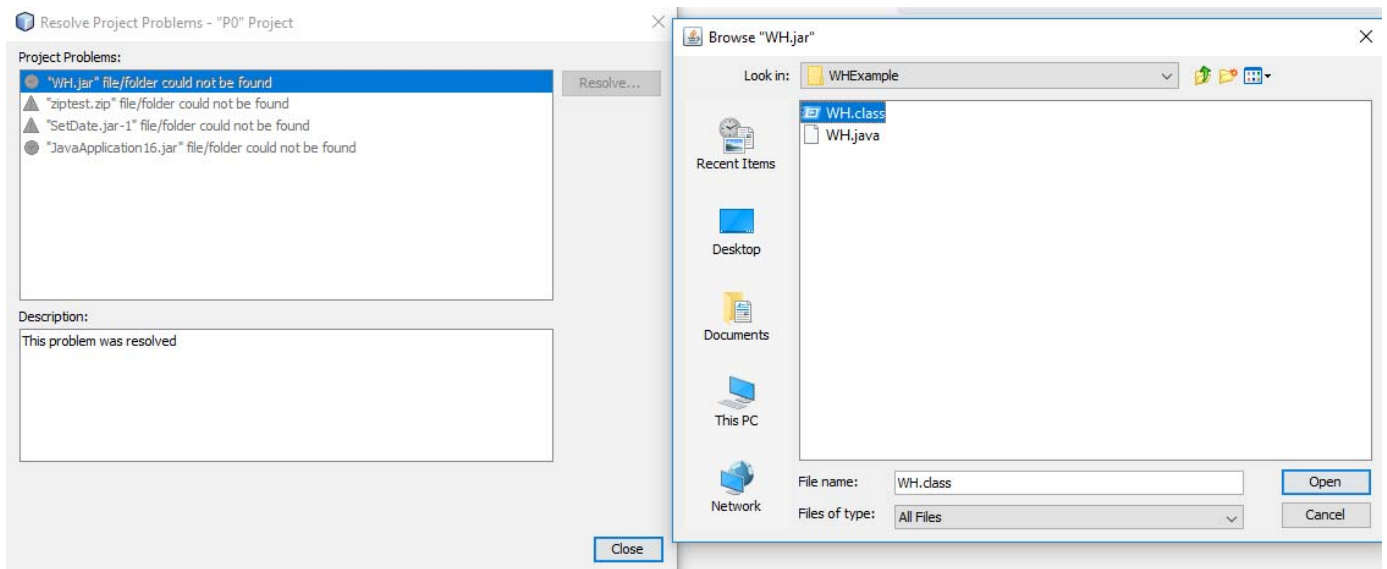 Resolve Project Problems - "P0" Project
Project Problems:
"WH.jar" file/folder could not be found
Resolve...
"ziptest.zip" file/folder could not be found
"SetDate.jar-1" file/folder could not be found
"JavaApplication16.jar" file/folder could not be found
Description:
This problem was resolved
Close
Browse "WH.jar"
Look in:
WHExample
WH.class
WH.java
Recent Items
Desktop
Documents
This PC
Network
File name:
WH.class
Open
Files of type:
All Files
Cancel